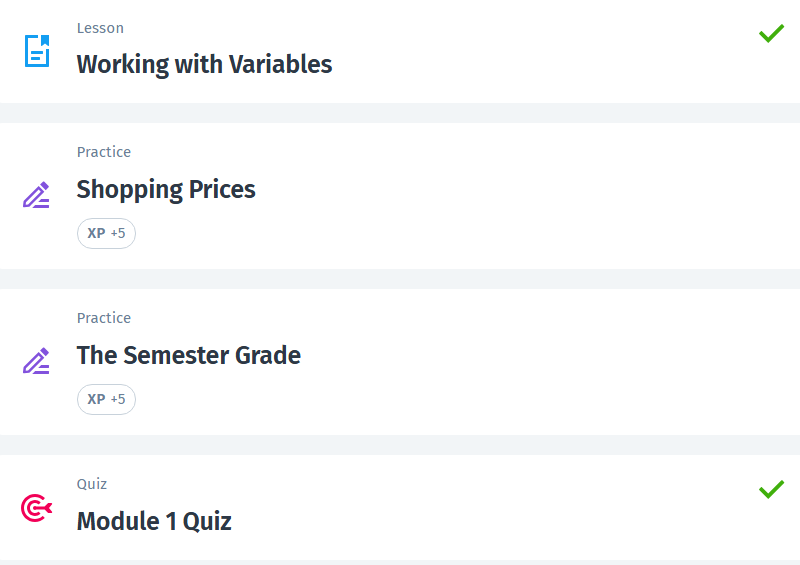 Lesson
Working with Variables
Practice
Shopping Prices
XP +5
Practice
The Semester Grade
XP +5
Quiz
Module 1 Quiz